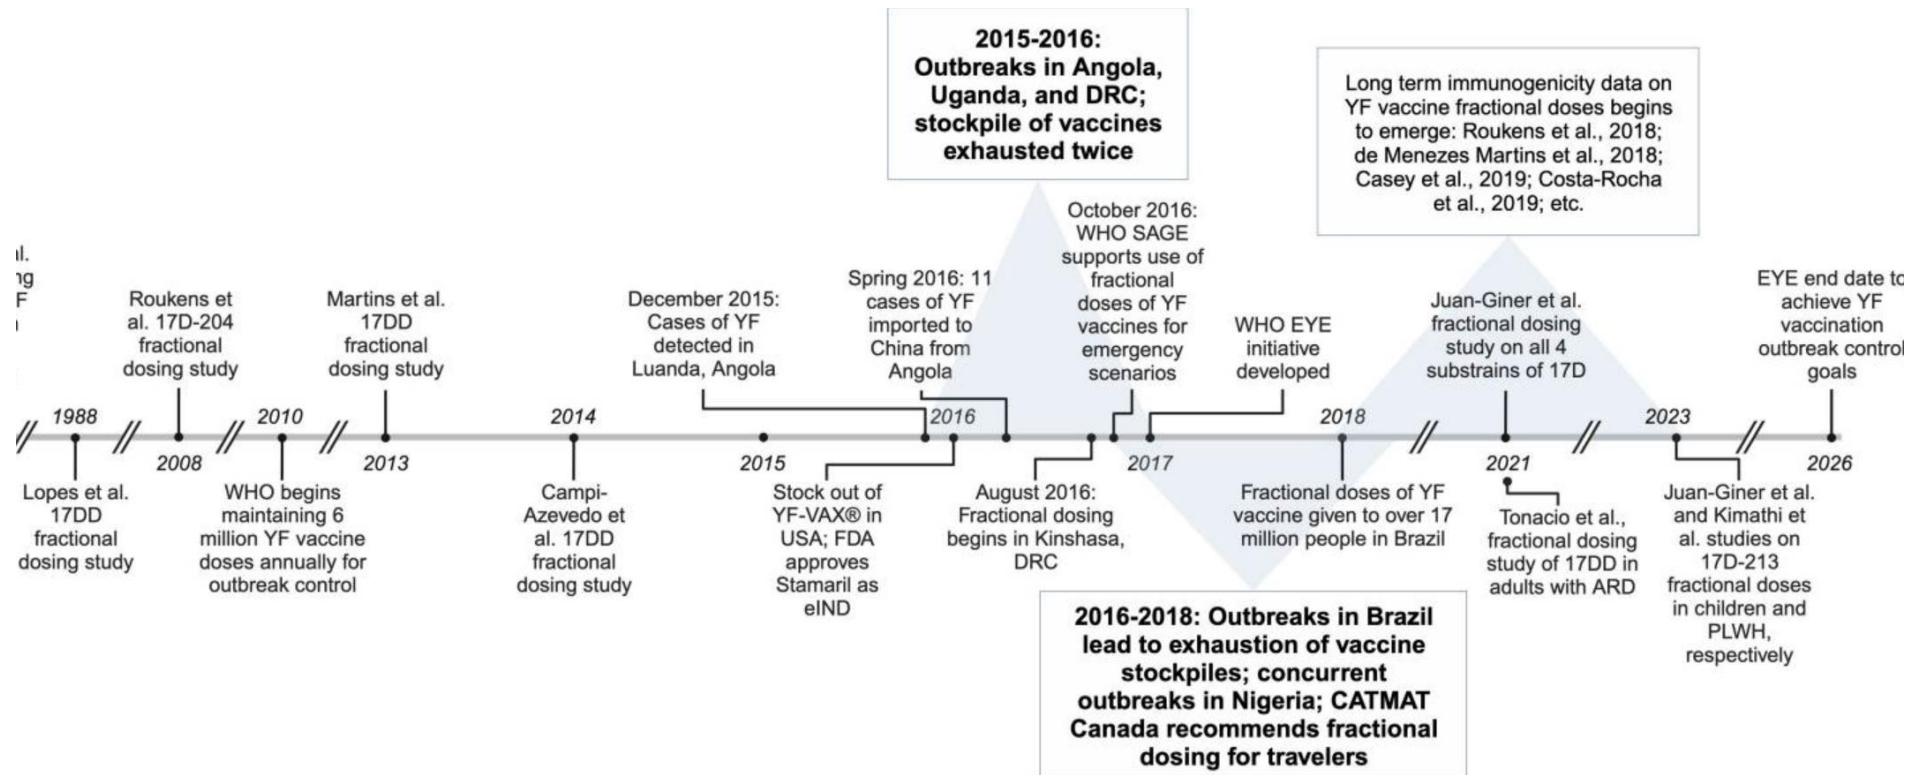 2015-2016:
Outbreaks in Angola,
Uganda, and DRC;
stockpile of vaccines
exhausted twice
Long term immunogenicity data on
YF vaccine fractional doses begins
to emerge: Roukens et al., 2018;
de Menezes Martins et al., 2018;
Casey et al., 2019; Costa-Rocha
et al., 2019; etc.
al.
ng
F
Roukens et
al. 17D-204
fractional
dosing study
Martins et al.
17DD
fractional
dosing study
December 2015:
Cases of YF
detected in
Luanda, Angola
Spring 2016: 11
cases of YF
imported to
China from
Angola
October 2016:
WHO SAGE
supports use of
fractional
doses of YF
vaccines for
emergency
scenarios
WHO EYE
initiative
developed
Juan-Giner et al.
fractional dosing
study on all 4
substrains of 17D
EYE end date to
achieve YF
vaccination
outbreak control
goals
1988
2008
2010
2013
2014
2015
2016
2017
2018
2021
2023
2026
Lopes et al.
17DD
fractional
dosing study
WHO begins
maintaining 6
million YF vaccine
doses annually for
outbreak control
Campi-
Azevedo et
al. 17DD
fractional
dosing study
Stock out of
YF-VAX® in
USA; FDA
approves
Stamaril as
eIND
August 2016:
Fractional dosing
begins in Kinshasa,
DRC
Fractional doses of YF
vaccine given to over 17
million people in Brazil
Tonacio et al.,
fractional dosing
study of 17DD in
adults with ARD
Juan-Giner et al.
and Kimathi et
al. studies on
17D-213
fractional doses
in children and
PLWH,
respectively
2016-2018: Outbreaks in Brazil
lead to exhaustion of vaccine
stockpiles; concurrent
outbreaks in Nigeria; CATMAT
Canada recommends fractional
dosing for travelers